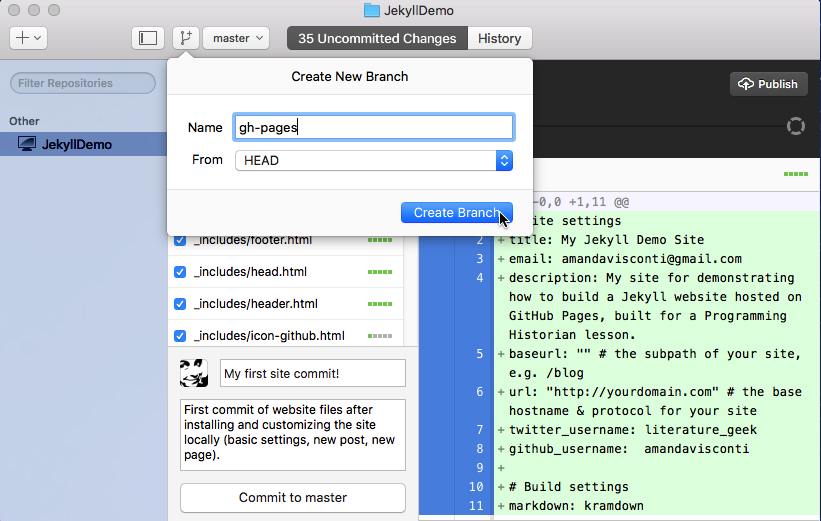 JekyllDemo
master
35 Uncommitted Changes
History
Filter Repositories
Publish
Other
JekyllDemo
Create New Branch
Name
gh-pages
From
HEAD
Create Branch
_includes/footer.html
_includes/head.html
_includes/header.html
_includes/icon-github.html
My first site commit!
First commit of website files after
installing and customizing the site
locally (basic settings, new post, new
page).
Commit to master
-0,0 +1,11 @@
ite settings
2 +title: My Jekyll Demo Site
3 +email: amandavisconti@gmail.com
4 +description: My site for demonstrating
how to build a Jekyll website hosted on
GitHub Pages, built for a Programming
Historian lesson.
5 +baseurl: "" # the subpath of your site,
e.g. /blog
6 +url: "http://yourdomain.com" # the base
hostname & protocol for your site
7 +twitter_username: literature_geek
8 +github_username:  amandavisconti
9 +
10 +# Build settings
11 +markdown: kramdown